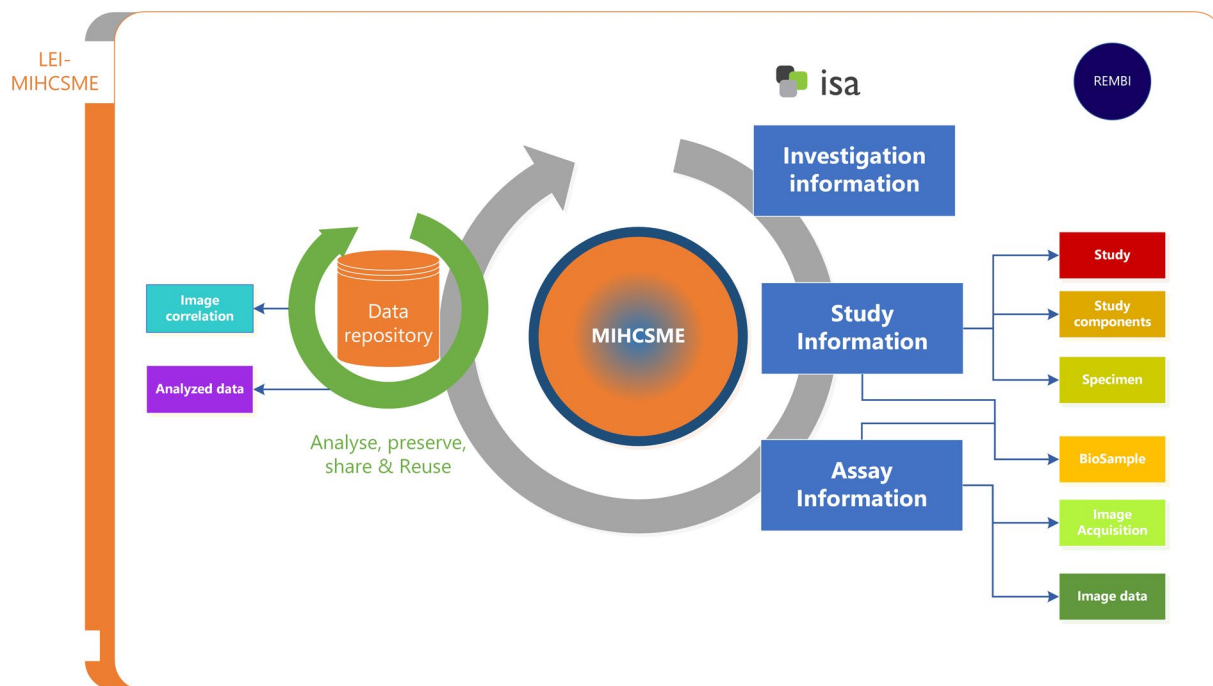 LEI-
MIHCSME
isa
REMBI
Investigation
information
Study
Study
components
Specimen
BioSample
Image
Acquisition
Image data
Study
Information
Assay
Information
MIHCSME
Data
repository
Image
correlation
Analyzed data
Analyse, preserve,
share & Reuse